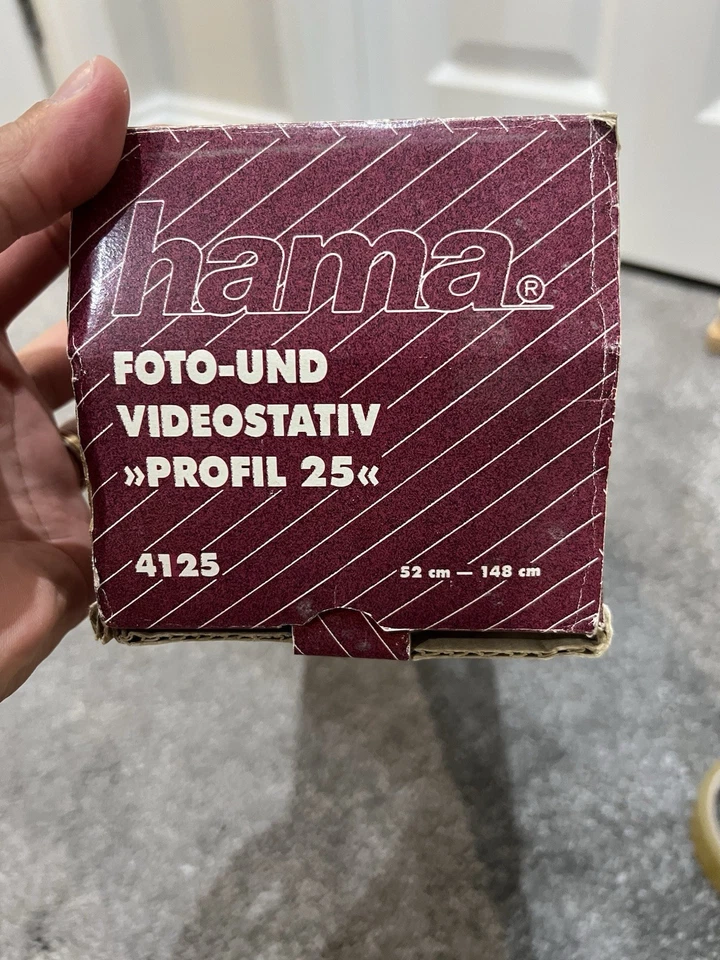 hama®
FOTO-UND
VIDEOSTATIV
»PROFIL 25«
4125
52 cm — 148 cm